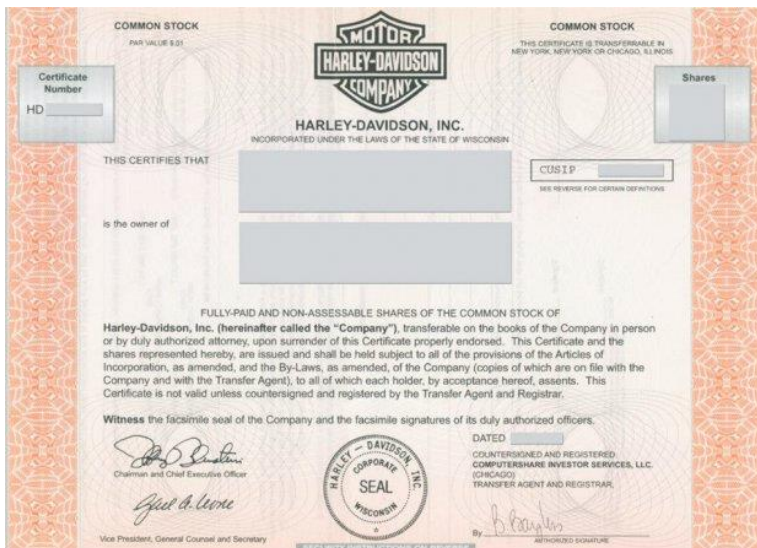 COMMON STOCK
PAR VALUE $.01
MOTOR
HARLEY-DAVIDSON
COMPANY
COMMON STOCK
THIS CERTIFICATE IS TRANSFERRABLE IN
NEW YORK, NEW YORK OR CHICAGO, ILLINOIS
Certificate
Number
HD
Shares
HARLEY-DAVIDSON, INC.
INCORPORATED UNDER THE LAWS OF THE STATE OF WISCONSIN
THIS CERTIFIES THAT
CUSIP
SEE REVERSE FOR CERTAIN DEFINITIONS
is the owner of
FULLY-PAID AND NON-ASSESSABLE SHARES OF THE COMMON STOCK OF
Harley-Davidson, Inc. (hereinafter called the “Company”), transferable on the books of the Company in person
or by duly authorized attorney, upon surrender of this Certificate properly endorsed. This Certificate and the
shares represented hereby, are issued and shall be held subject to all of the provisions of the Articles of
Incorporation, as amended, and the By-Laws, as amended, of the Company (copies of which are on file with the
Company and with the Transfer Agent), to all of which each holder, by acceptance hereof, assents. This
Certificate is not valid unless countersigned and registered by the Transfer Agent and Registrar.
Witness the facsimile seal of the Company and the facsimile signatures of its duly authorized officers.
Chairman and Chief Executive Officer
Gail A. Lione
Vice President, General Counsel and Secretary
HARLEY-DAVIDSON, INC.
CORPORATE
SEAL
WISCONSIN
DATED
COUNTERSIGNED AND REGISTERED
COMPUTERSHARE INVESTOR SERVICES, LLC.
(CHICAGO)
TRANSFER AGENT AND REGISTRAR,
By
AUTHORIZED SIGNATURE